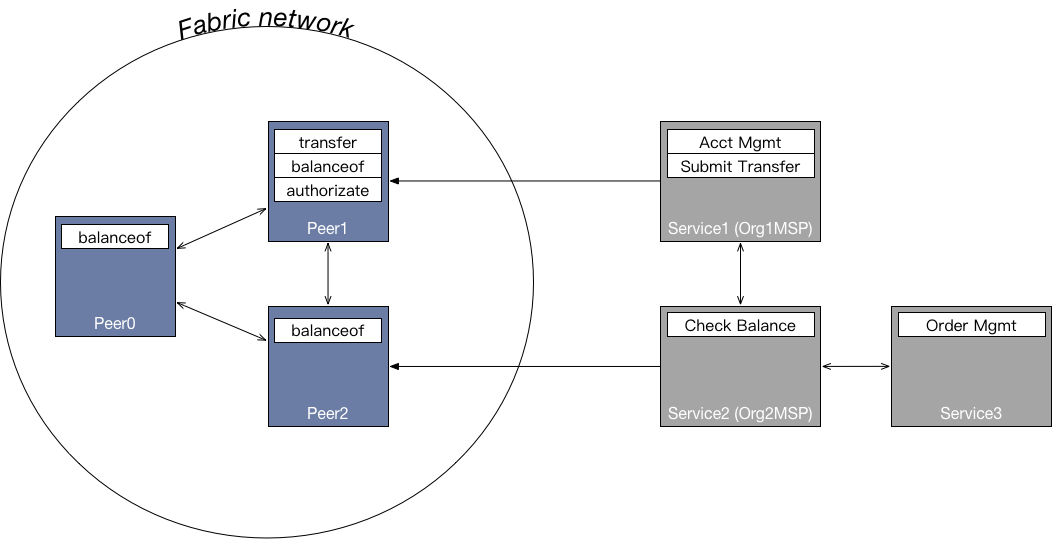 Fabric network
transfer
balanceof
authorizate
Peer1
balanceof
Peer0
balanceof
Peer2
Acct Mgmt
Submit Transfer
Service1 (Org1MSP)
Check Balance
Service2 (Org2MSP)
Order Mgmt
Service3